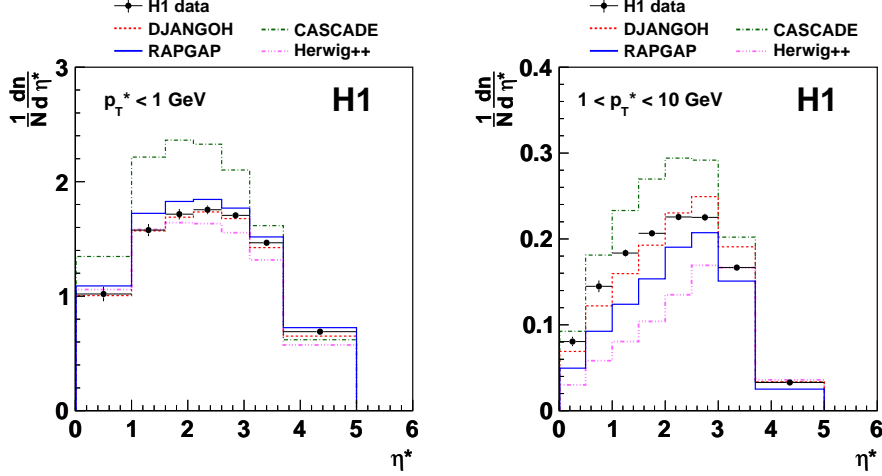 H1 data
DJANGOH
CASCADE
RAPGAP
Herwig++
1/N dn/dη*
3
2
1
0
p_T* < 1 GeV
H1
0 1 2 3 4 5 6
η*
H1 data
DJANGOH
CASCADE
RAPGAP
Herwig++
1/N dn/dη*
0.4
0.3
0.2
0.1
0
1 < p_T* < 10 GeV
H1
0 1 2 3 4 5 6
η*